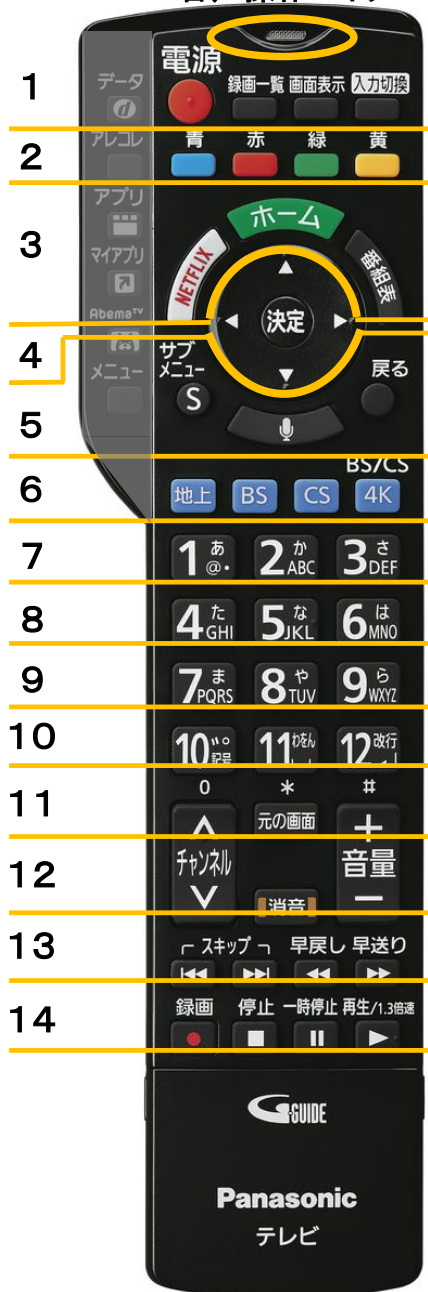 電源
1
データ
録画一覧 画面表示 入力切換
d
2
アレコレ 青 赤 緑 黄
アプリ
3
ホーム
マイアプリ
NETFLIX
番組表
AbemaTV
決定
4
サブ
メニュー
メニュー
戻る
S
5
BS/CS
6
地上 BS CS 4K
7
1 あ @. 2 か ABC 3 さ DEF
8
4 た GHI 5 な JKL 6 は MNO
9
7 ま PQRS 8 や TUV 9 ら WXYZ
10
10 ゛゜ 記号 11 わをん 12 改行
0 * #
11
元の画面 +
12
チャンネル 音量
消音 −
13
スキップ 早戻し 早送り
14
録画 停止 一時停止 再生/1.3倍速
G-GUIDE
Panasonic
テレビ